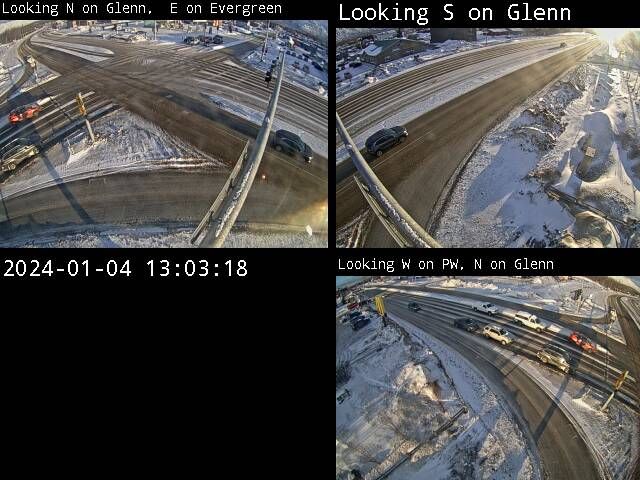 Looking N on Glenn, E on Evergreen
Looking S on Glenn
2024-01-04 13:03:18
Looking W on PW, N on Glenn